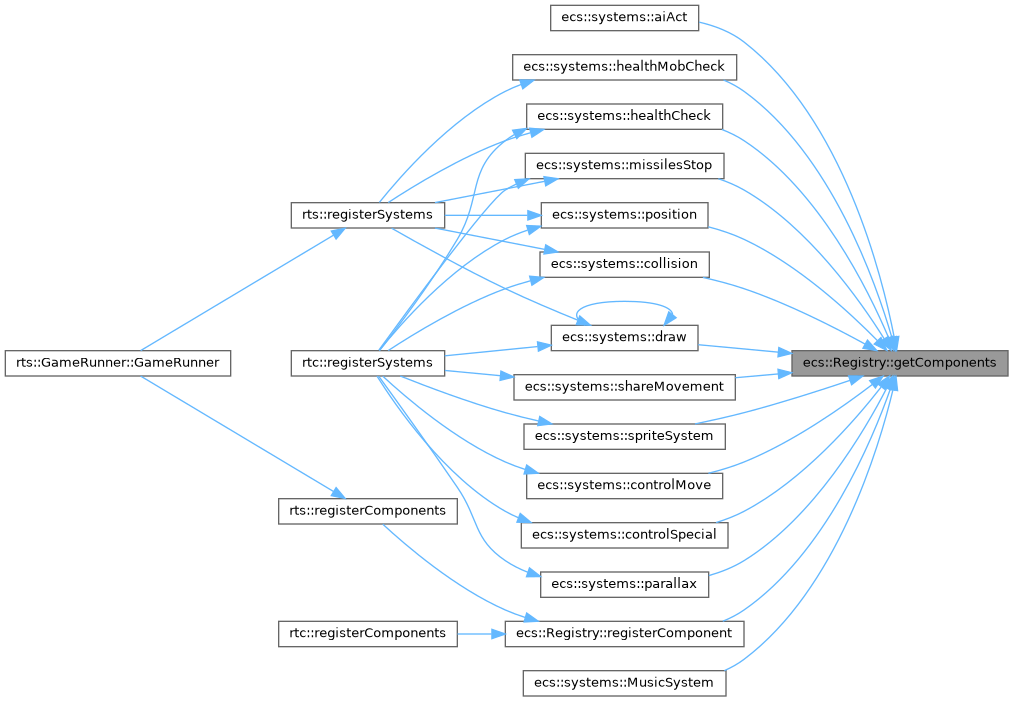 ecs::systems::aiAct
ecs::systems::healthMobCheck
ecs::systems::healthCheck
ecs::systems::missilesStop
rts::registerSystems
ecs::systems::position
ecs::systems::collision
ecs::systems::draw
rts::GameRunner::GameRunner
rtc::registerSystems
ecs::Registry::getComponents
ecs::systems::shareMovement
ecs::systems::spriteSystem
ecs::systems::controlMove
rts::registerComponents
ecs::systems::controlSpecial
ecs::systems::parallax
rtc::registerComponents
ecs::Registry::registerComponent
ecs::systems::MusicSystem